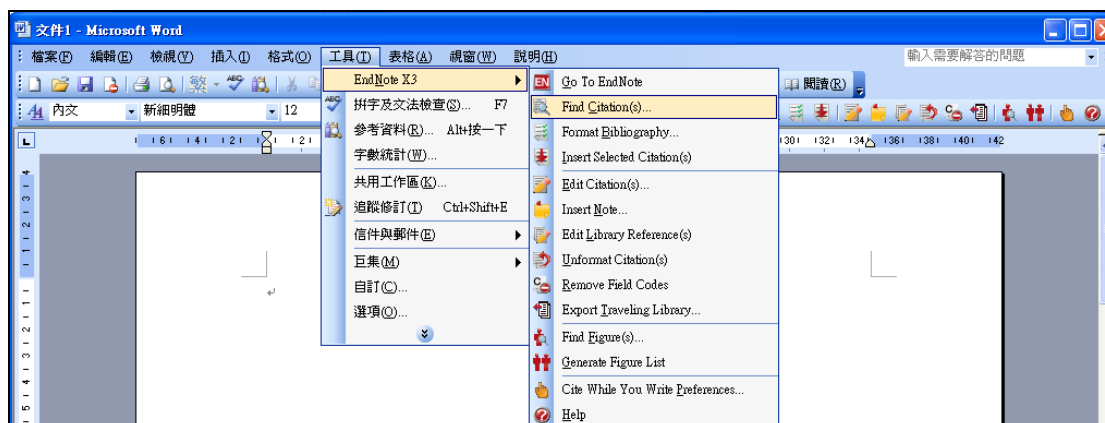 文件1 - Microsoft Word
檔案(F) 編輯(E) 檢視(V) 插入(I) 格式(O) 工具(T) 表格(A) 視窗(W) 說明(H) 輸入需要解答的問題
閱讀(R)
內文 新細明體 12
EndNote X3
拼字及文法檢查(S)... F7
參考資料(R)... Alt+按一下
字數統計(W)...
共用工作區(K)...
追蹤修訂(T) Ctrl+Shift+E
信件與郵件(E)
巨集(M)
自訂(C)...
選項(O)...
Go To EndNote
Find Citation(s)...
Format Bibliography...
Insert Selected Citation(s)
Edit Citation(s)...
Insert Note...
Edit Library Reference(s)
Unformat Citation(s)
Remove Field Codes
Export Traveling Library...
Find Figure(s)...
Generate Figure List
Cite While You Write Preferences...
Help